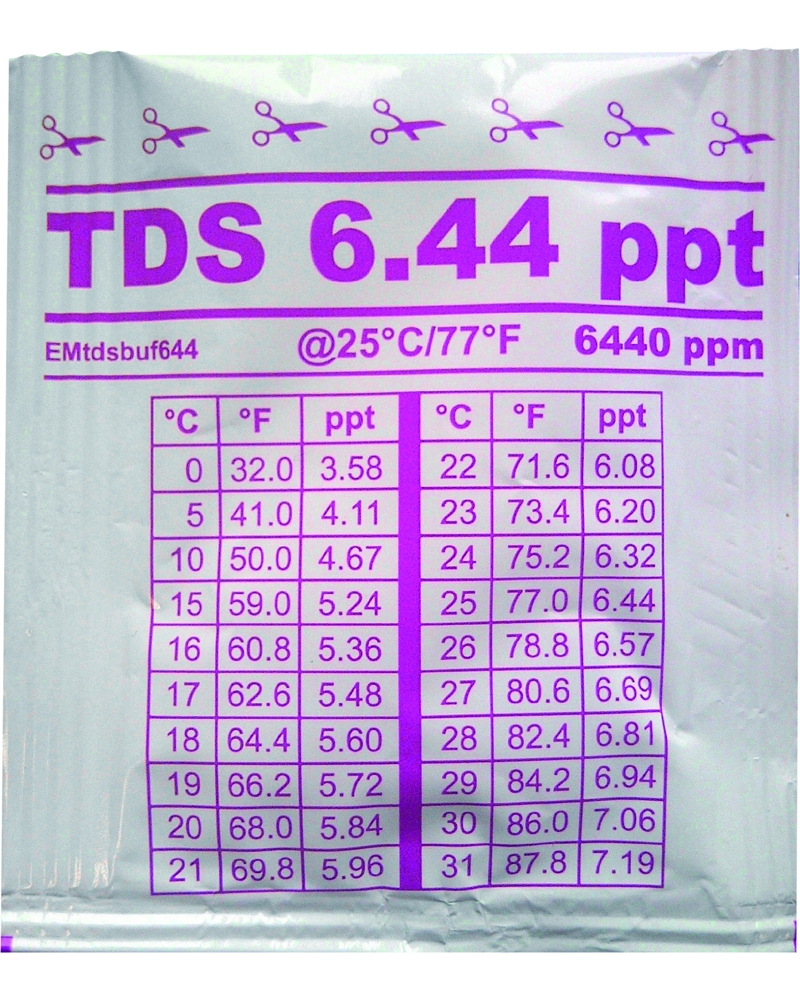 TDS 6.44 ppt
EMtdsbuf644 @25°C/77°F 6440 ppm
°C °F ppt °C °F ppt
0 32.0 3.58 22 71.6 6.08
5 41.0 4.11 23 73.4 6.20
10 50.0 4.67 24 75.2 6.32
15 59.0 5.24 25 77.0 6.44
16 60.8 5.36 26 78.8 6.57
17 62.6 5.48 27 80.6 6.69
18 64.4 5.60 28 82.4 6.81
19 66.2 5.72 29 84.2 6.94
20 68.0 5.84 30 86.0 7.06
21 69.8 5.96 31 87.8 7.19